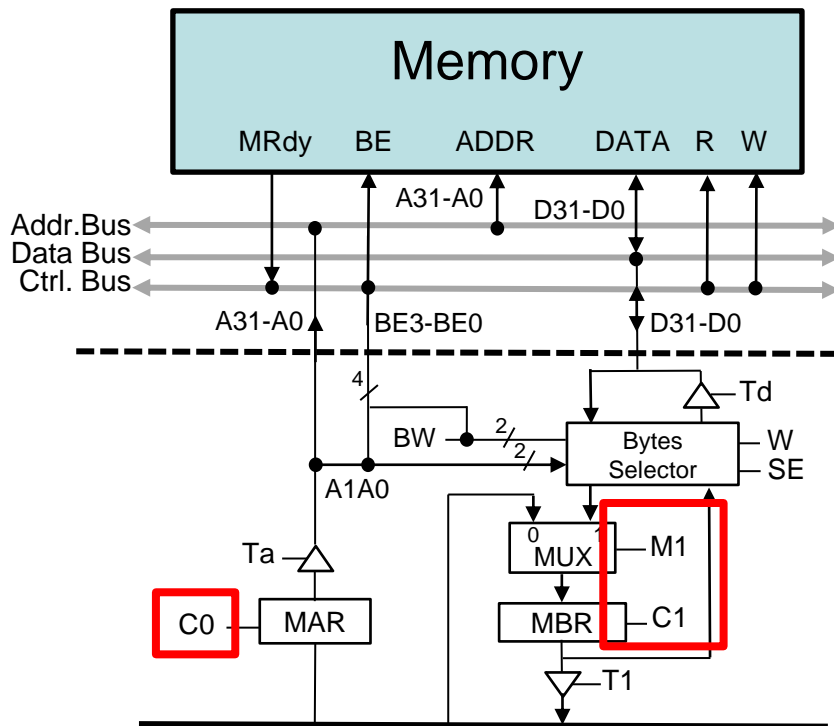 Memory
MRdy BE ADDR DATA R W
A31-A0 D31-D0
Addr.Bus
Data Bus
Ctrl. Bus
A31-A0 BE3-BE0 D31-D0
4
Td
BW 2 Bytes W
2 Selector SE
A1A0
0 1
MUX M1
Ta
C0 MAR MBR C1
T1